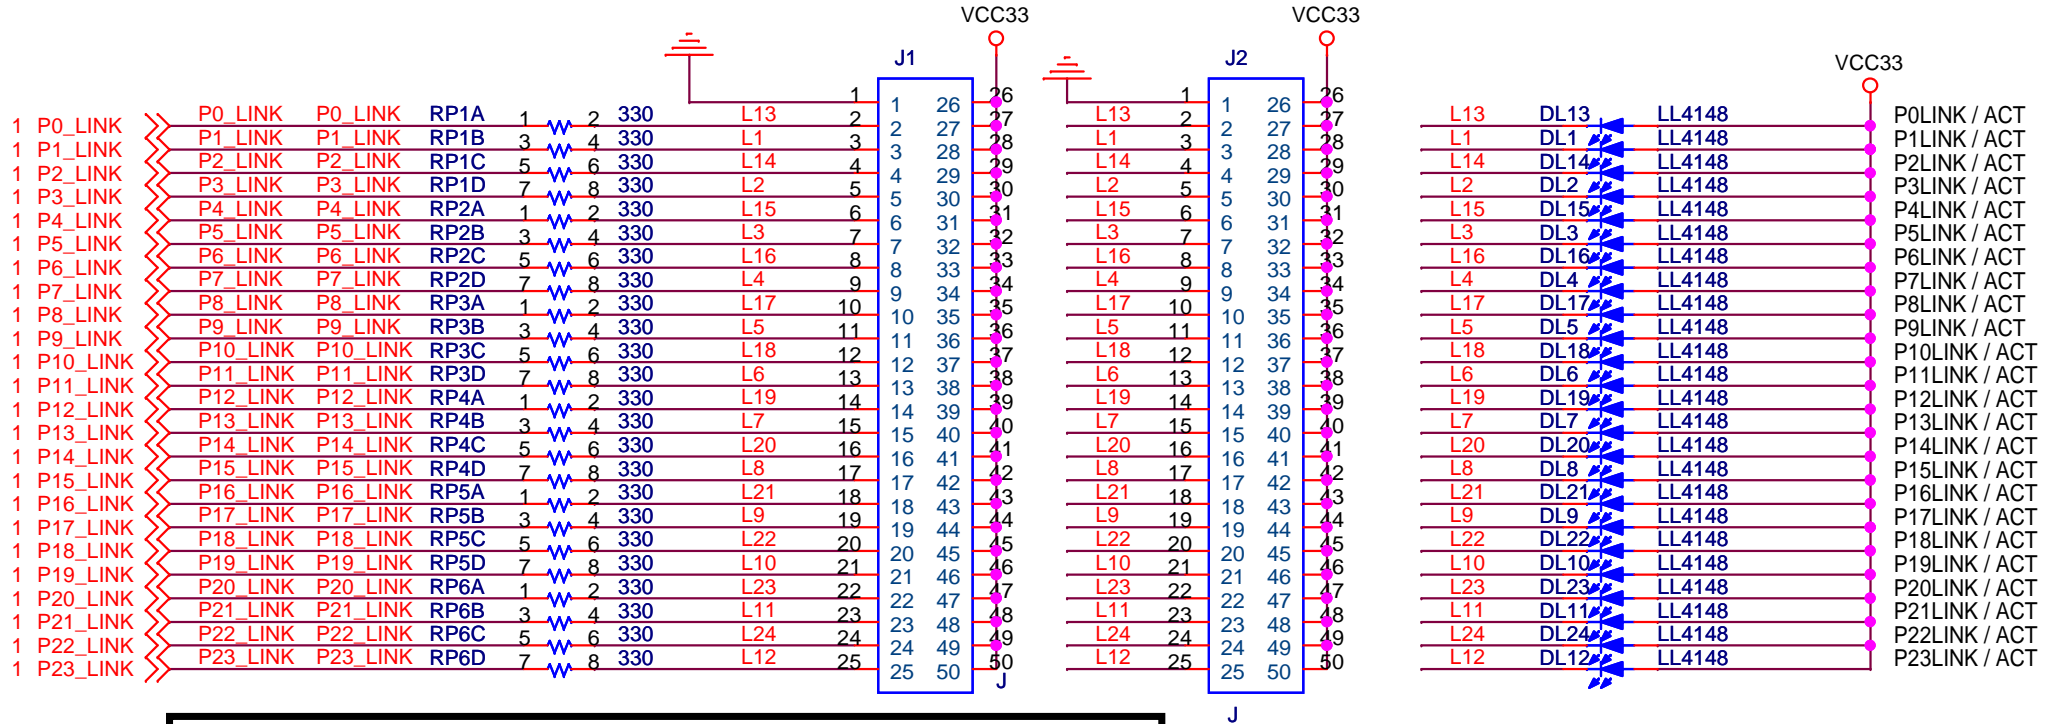 VCC33 VCC33
J1 J2 VCC33
1 1 26 26 1 1 26 26
1 P0_LINK P0_LINK P0_LINK RP1A 1 2 330 L13 2 2 27 27 L13 2 2 27 27 L13 DL13 LL4148 P0LINK / ACT
1 P1_LINK P1_LINK P1_LINK RP1B 3 4 330 L1 3 3 28 28 L1 3 3 28 28 L1 DL1 LL4148 P1LINK / ACT
1 P2_LINK P2_LINK P2_LINK RP1C 5 6 330 L14 4 4 29 29 L14 4 4 29 29 L14 DL14 LL4148 P2LINK / ACT
1 P3_LINK P3_LINK P3_LINK RP1D 7 8 330 L2 5 5 30 30 L2 5 5 30 30 L2 DL2 LL4148 P3LINK / ACT
1 P4_LINK P4_LINK P4_LINK RP2A 1 2 330 L15 6 6 31 31 L15 6 6 31 31 L15 DL15 LL4148 P4LINK / ACT
1 P5_LINK P5_LINK P5_LINK RP2B 3 4 330 L3 7 7 32 32 L3 7 7 32 32 L3 DL3 LL4148 P5LINK / ACT
1 P6_LINK P6_LINK P6_LINK RP2C 5 6 330 L16 8 8 33 33 L16 8 8 33 33 L16 DL16 LL4148 P6LINK / ACT
1 P7_LINK P7_LINK P7_LINK RP2D 7 8 330 L4 9 9 34 34 L4 9 9 34 34 L4 DL4 LL4148 P7LINK / ACT
1 P8_LINK P8_LINK P8_LINK RP3A 1 2 330 L17 10 10 35 35 L17 10 10 35 35 L17 DL17 LL4148 P8LINK / ACT
1 P9_LINK P9_LINK P9_LINK RP3B 3 4 330 L5 11 11 36 36 L5 11 11 36 36 L5 DL5 LL4148 P9LINK / ACT
1 P10_LINK P10_LINK P10_LINK RP3C 5 6 330 L18 12 12 37 37 L18 12 12 37 37 L18 DL18 LL4148 P10LINK / ACT
1 P11_LINK P11_LINK P11_LINK RP3D 7 8 330 L6 13 13 38 38 L6 13 13 38 38 L6 DL6 LL4148 P11LINK / ACT
1 P12_LINK P12_LINK P12_LINK RP4A 1 2 330 L19 14 14 39 39 L19 14 14 39 39 L19 DL19 LL4148 P12LINK / ACT
1 P13_LINK P13_LINK P13_LINK RP4B 3 4 330 L7 15 15 40 40 L7 15 15 40 40 L7 DL7 LL4148 P13LINK / ACT
1 P14_LINK P14_LINK P14_LINK RP4C 5 6 330 L20 16 16 41 41 L20 16 16 41 41 L20 DL20 LL4148 P14LINK / ACT
1 P15_LINK P15_LINK P15_LINK RP4D 7 8 330 L8 17 17 42 42 L8 17 17 42 42 L8 DL8 LL4148 P15LINK / ACT
1 P16_LINK P16_LINK P16_LINK RP5A 1 2 330 L21 18 18 43 43 L21 18 18 43 43 L21 DL21 LL4148 P16LINK / ACT
1 P17_LINK P17_LINK P17_LINK RP5B 3 4 330 L9 19 19 44 44 L9 19 19 44 44 L9 DL9 LL4148 P17LINK / ACT
1 P18_LINK P18_LINK P18_LINK RP5C 5 6 330 L22 20 20 45 45 L22 20 20 45 45 L22 DL22 LL4148 P18LINK / ACT
1 P19_LINK P19_LINK P19_LINK RP5D 7 8 330 L10 21 21 46 46 L10 21 21 46 46 L10 DL10 LL4148 P19LINK / ACT
1 P20_LINK P20_LINK P20_LINK RP6A 1 2 330 L23 22 22 47 47 L23 22 22 47 47 L23 DL23 LL4148 P20LINK / ACT
1 P21_LINK P21_LINK P21_LINK RP6B 3 4 330 L11 23 23 48 48 L11 23 23 48 48 L11 DL11 LL4148 P21LINK / ACT
1 P22_LINK P22_LINK P22_LINK RP6C 5 6 330 L24 24 24 49 49 L24 24 24 49 49 L24 DL24 LL4148 P22LINK / ACT
1 P23_LINK P23_LINK P23_LINK RP6D 7 8 330 L12 25 25 50 50 L12 25 25 50 50 L12 DL12 LL4148 P23LINK / ACT
J
J